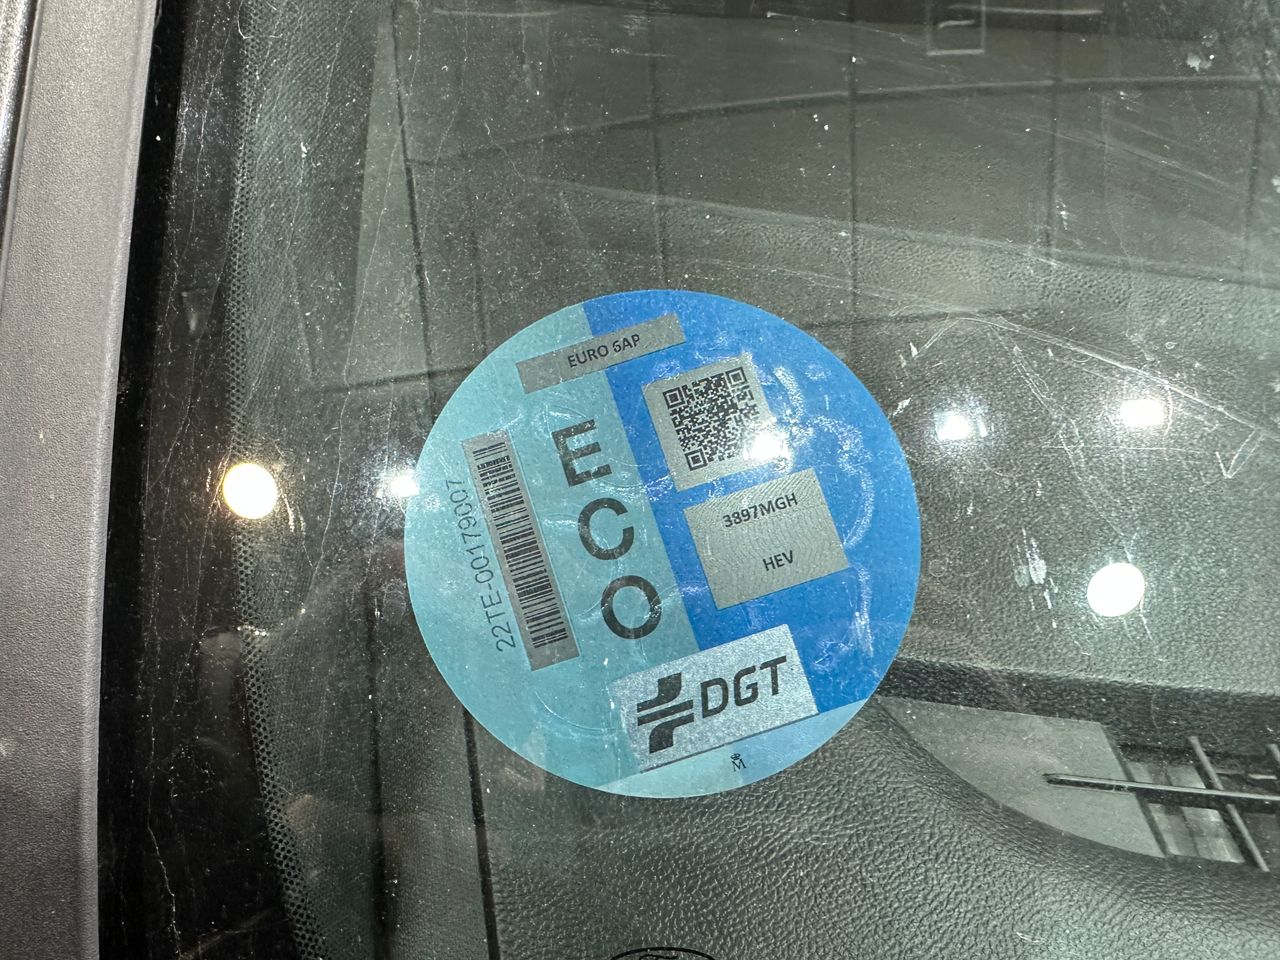 EURO 6AP
ECO
22TE-00179007
3897MGH
HEV
DGT
M